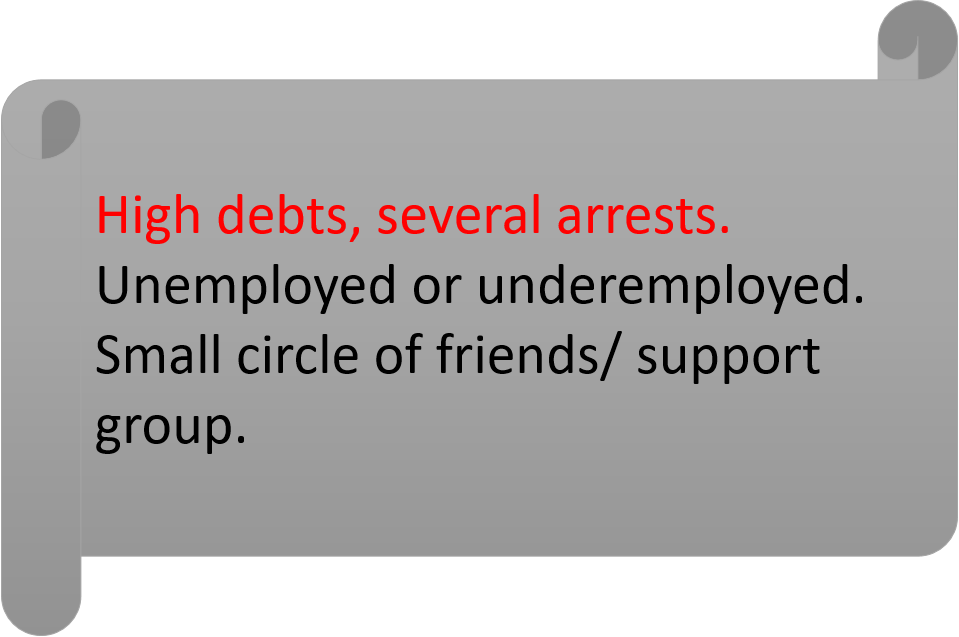 High debts, several arrests.
Unemployed or underemployed.
Small circle of friends/ support
group.